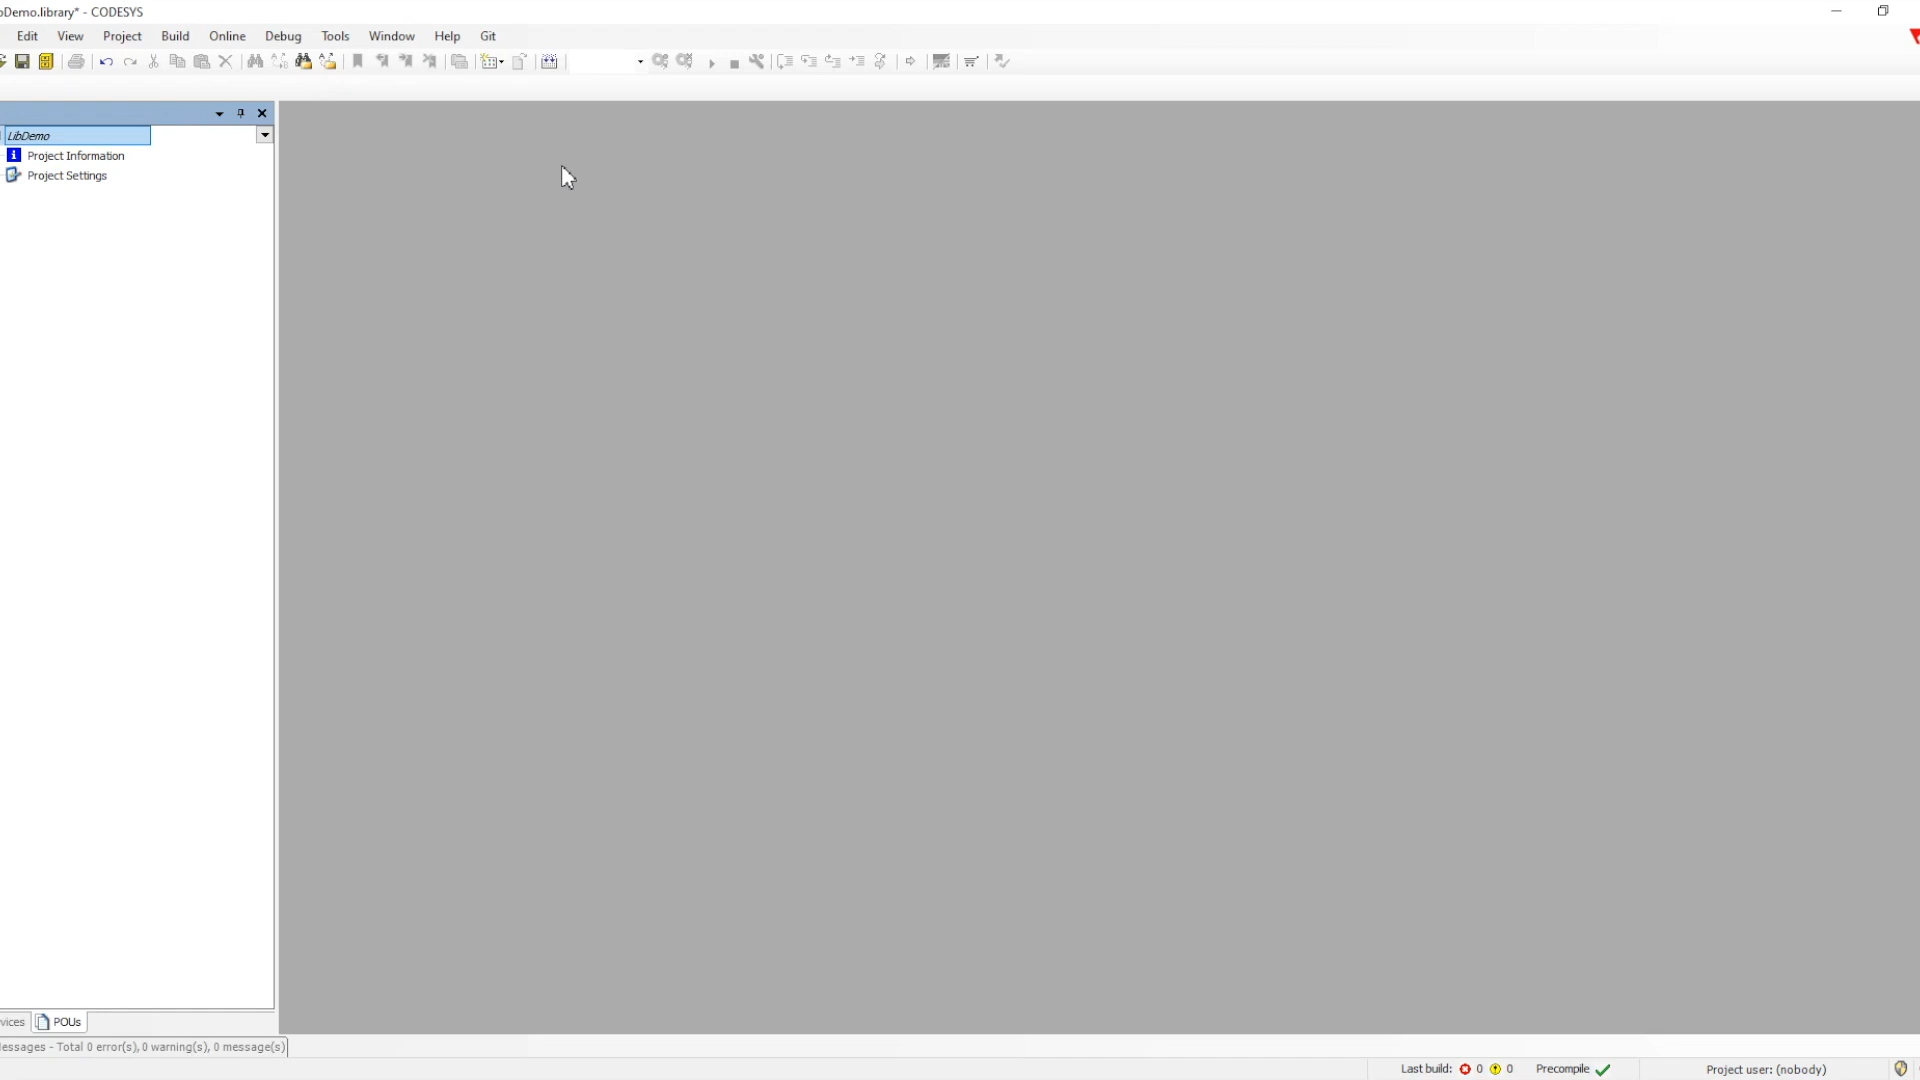 oDemo.library* - CODESYS
Edit View Project Build Online Debug Tools Window Help Git
LibDemo
Project Information
Project Settings
vices POUs
essages - Total 0 error(s), 0 warning(s), 0 message(s)
Last build: 0 0 Precompile Project user: (nobody)